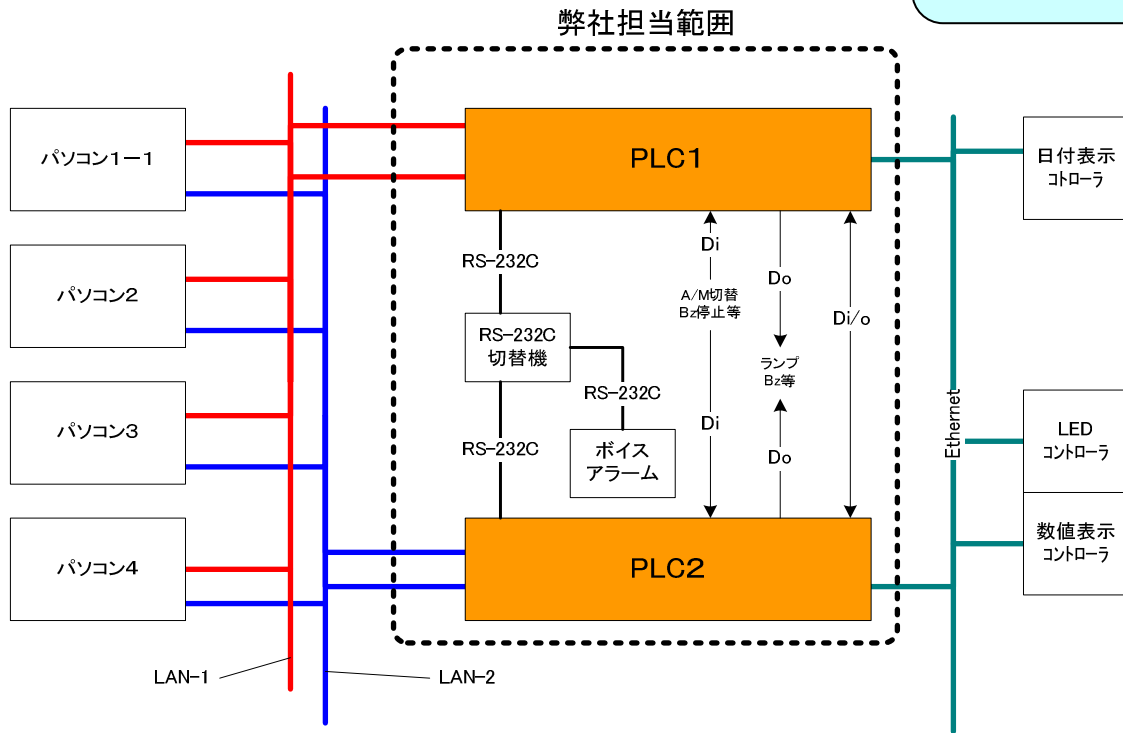 弊社担当範囲
パソコン1-1
パソコン2
パソコン3
パソコン4
LAN-1
LAN-2
PLC1
RS-232C
RS-232C
切替機
RS-232C
RS-232C
ボイス
アラーム
Di
A/M切替
Bz停止等
Di
Do
ランプ
Bz等
Do
Di/o
PLC2
Ethernet
日付表示
コトローラ
LED
コントローラ
数値表示
コントローラ